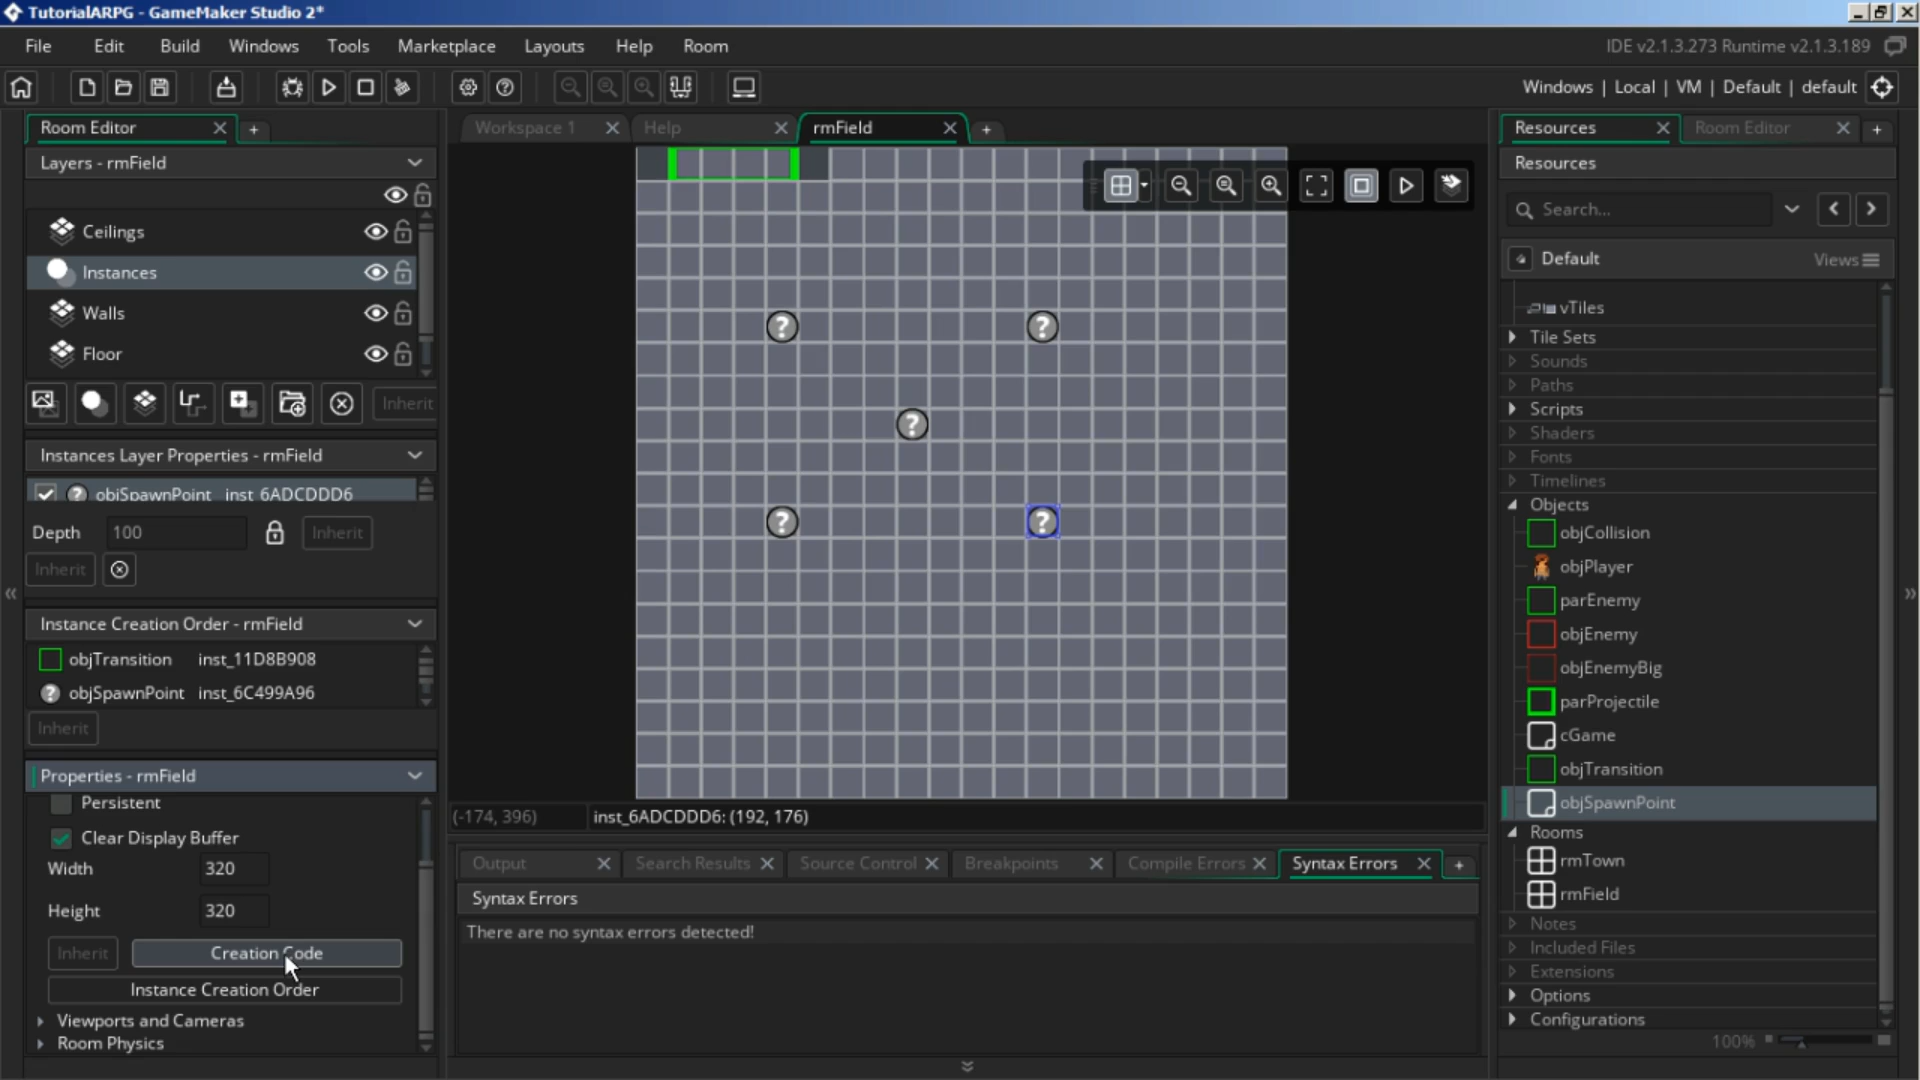 TutorialARPG - GameMaker Studio 2*
File Edit Build Windows Tools Marketplace Layouts Help Room
IDE v2.1.3.273 Runtime v2.1.3.189
Windows | Local | VM | Default | default
Room Editor
Layers - rmField
Ceilings
Instances
Walls
Floor
Inherit
Instances Layer Properties - rmField
objSpawnPoint inst_6ADCDDD6
Depth 100 Inherit
Inherit
Instance Creation Order - rmField
objTransition inst_11D8B908
objSpawnPoint inst_6C499A96
Inherit
Properties - rmField
Persistent
Clear Display Buffer
Width 320
Height 320
Inherit Creation Code
Instance Creation Order
Viewports and Cameras
Room Physics
Workspace 1 Help rmField
(-174, 396) inst_6ADCDDD6: (192, 176)
Output Search Results Source Control Breakpoints Compile Errors Syntax Errors
Syntax Errors
There are no syntax errors detected!
Resources Room Editor
Resources
Search...
Default Views
vTiles
Tile Sets
Sounds
Paths
Scripts
Shaders
Fonts
Timelines
Objects
objCollision
objPlayer
parEnemy
objEnemy
objEnemyBig
parProjectile
cGame
objTransition
objSpawnPoint
Rooms
rmTown
rmField
Notes
Included Files
Extensions
Options
Configurations
100%